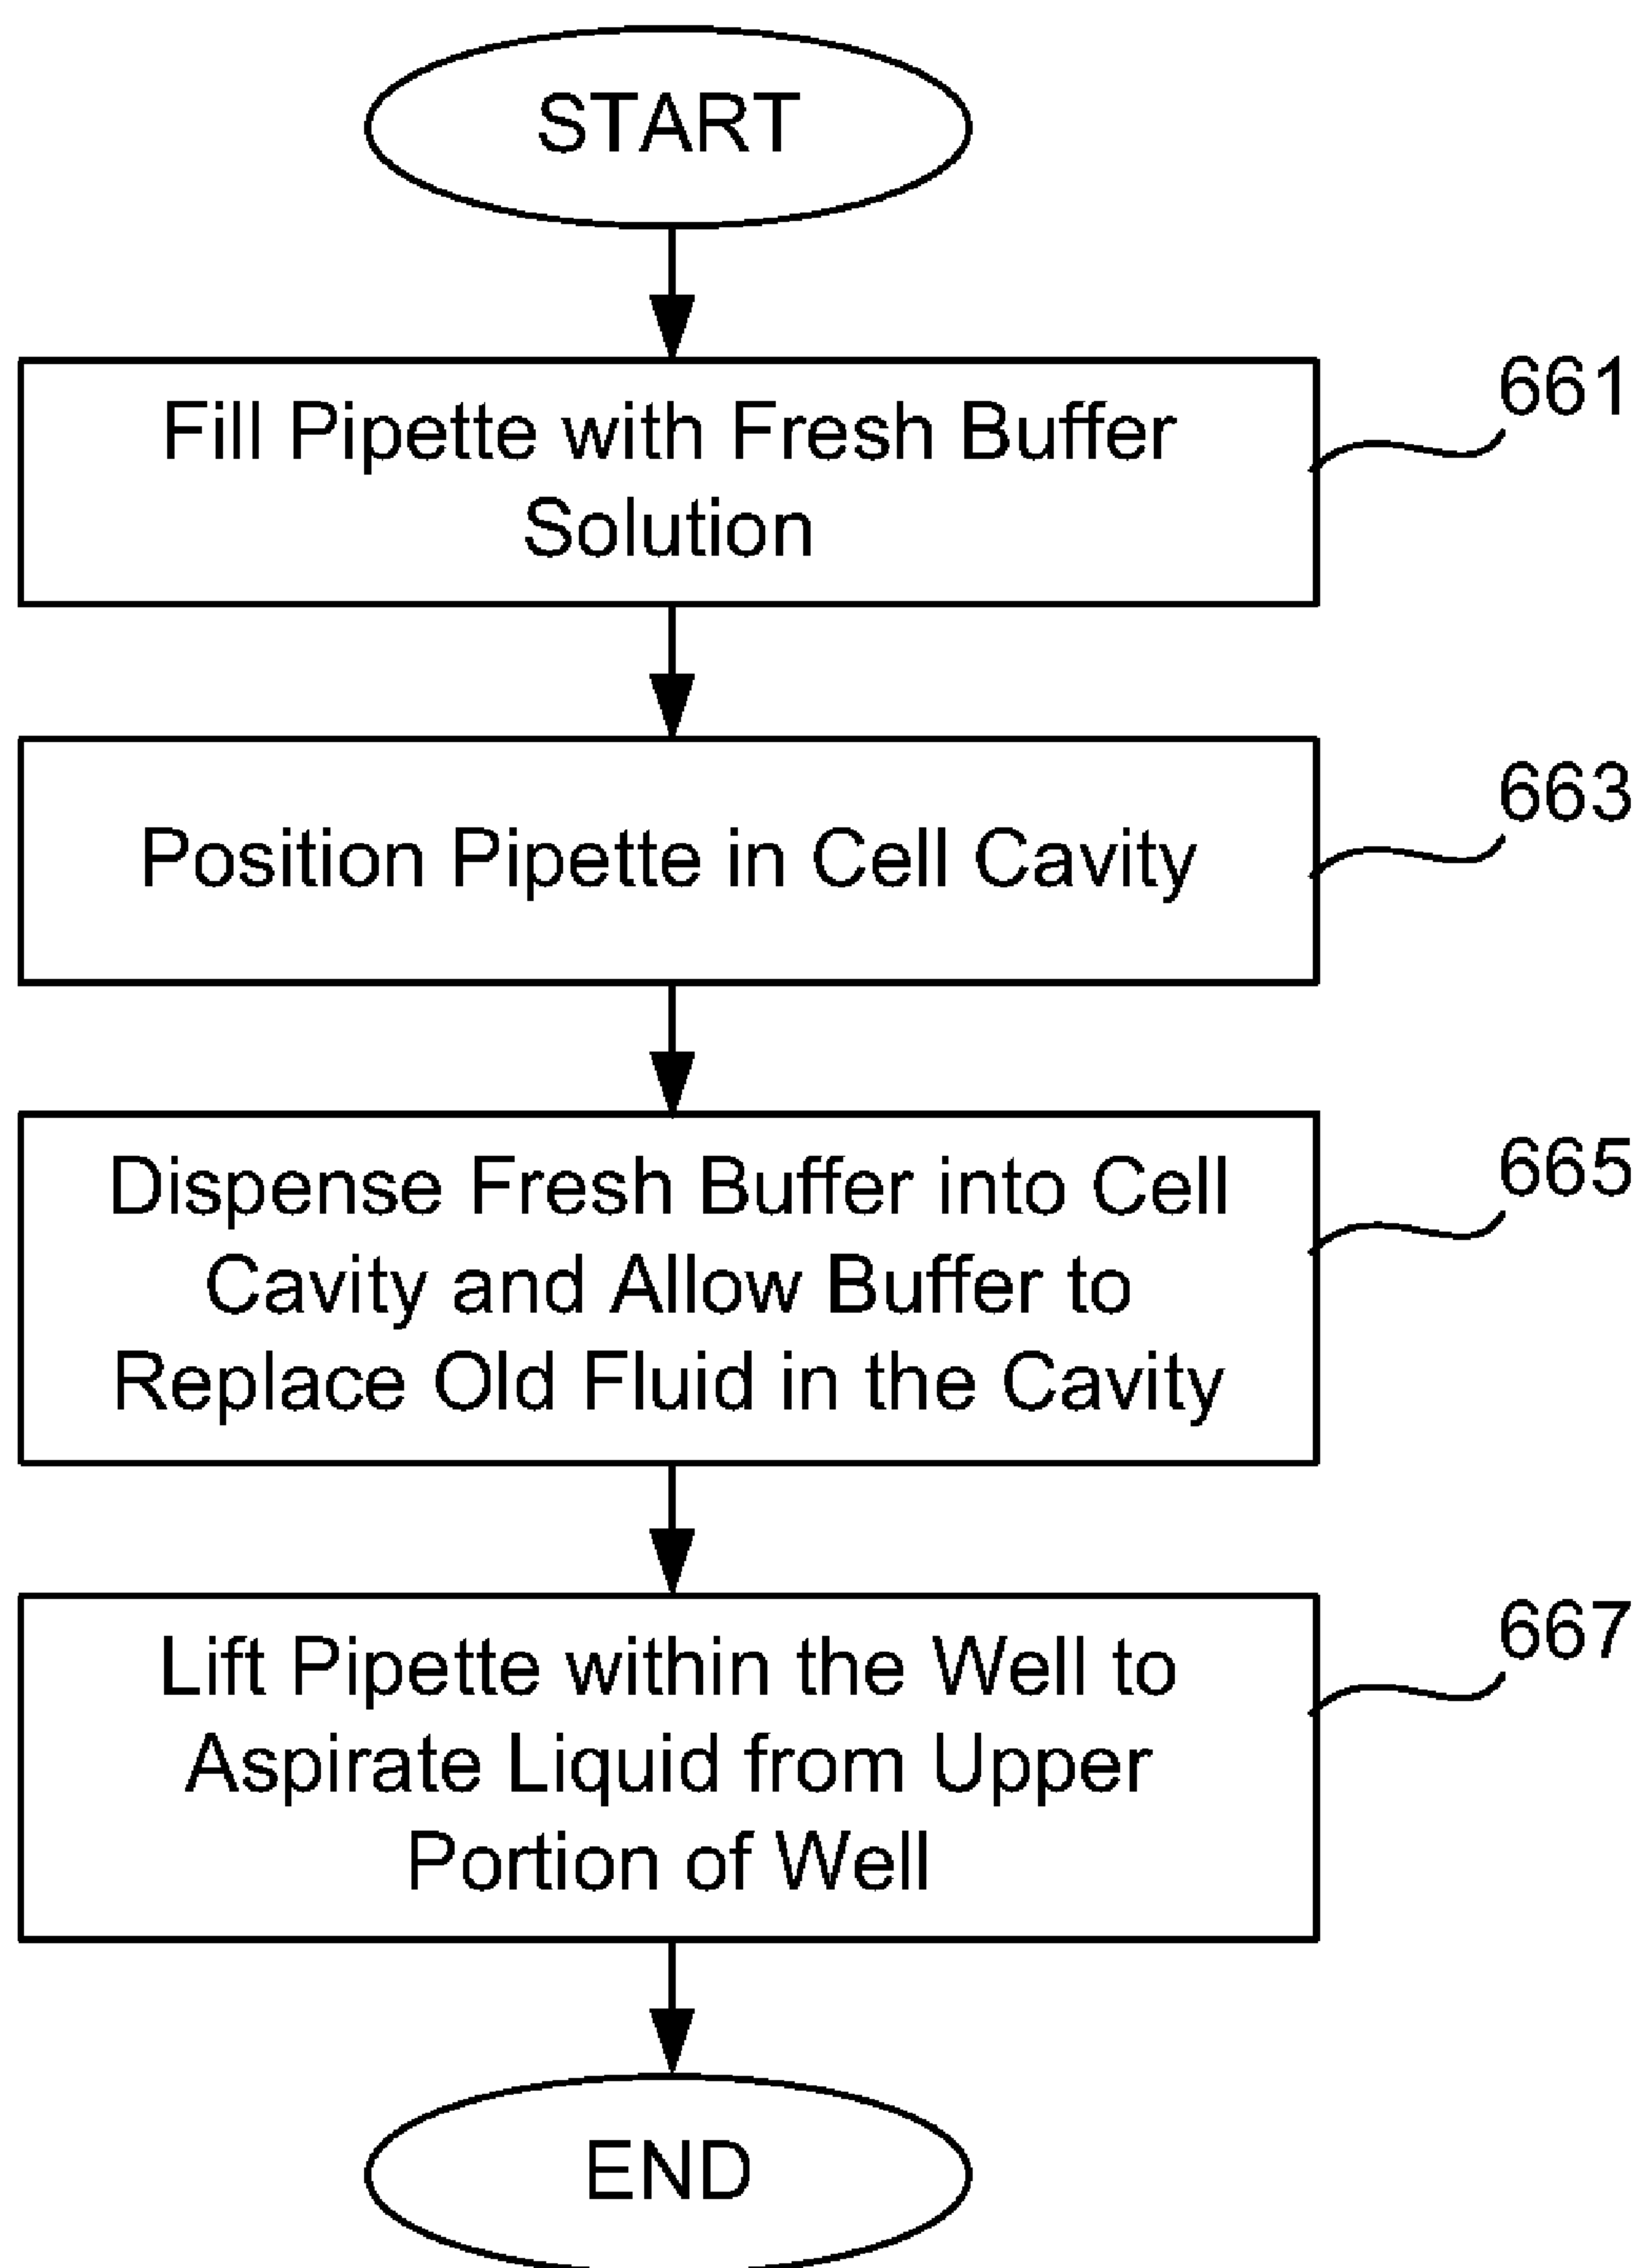 START
Fill Pipette with Fresh Buffer
Solution
661
Position Pipette in Cell Cavity
663
Dispense Fresh Buffer into Cell
Cavity and Allow Buffer to
Replace Old Fluid in the Cavity
665
Lift Pipette within the Well to
Aspirate Liquid from Upper
Portion of Well
667
END